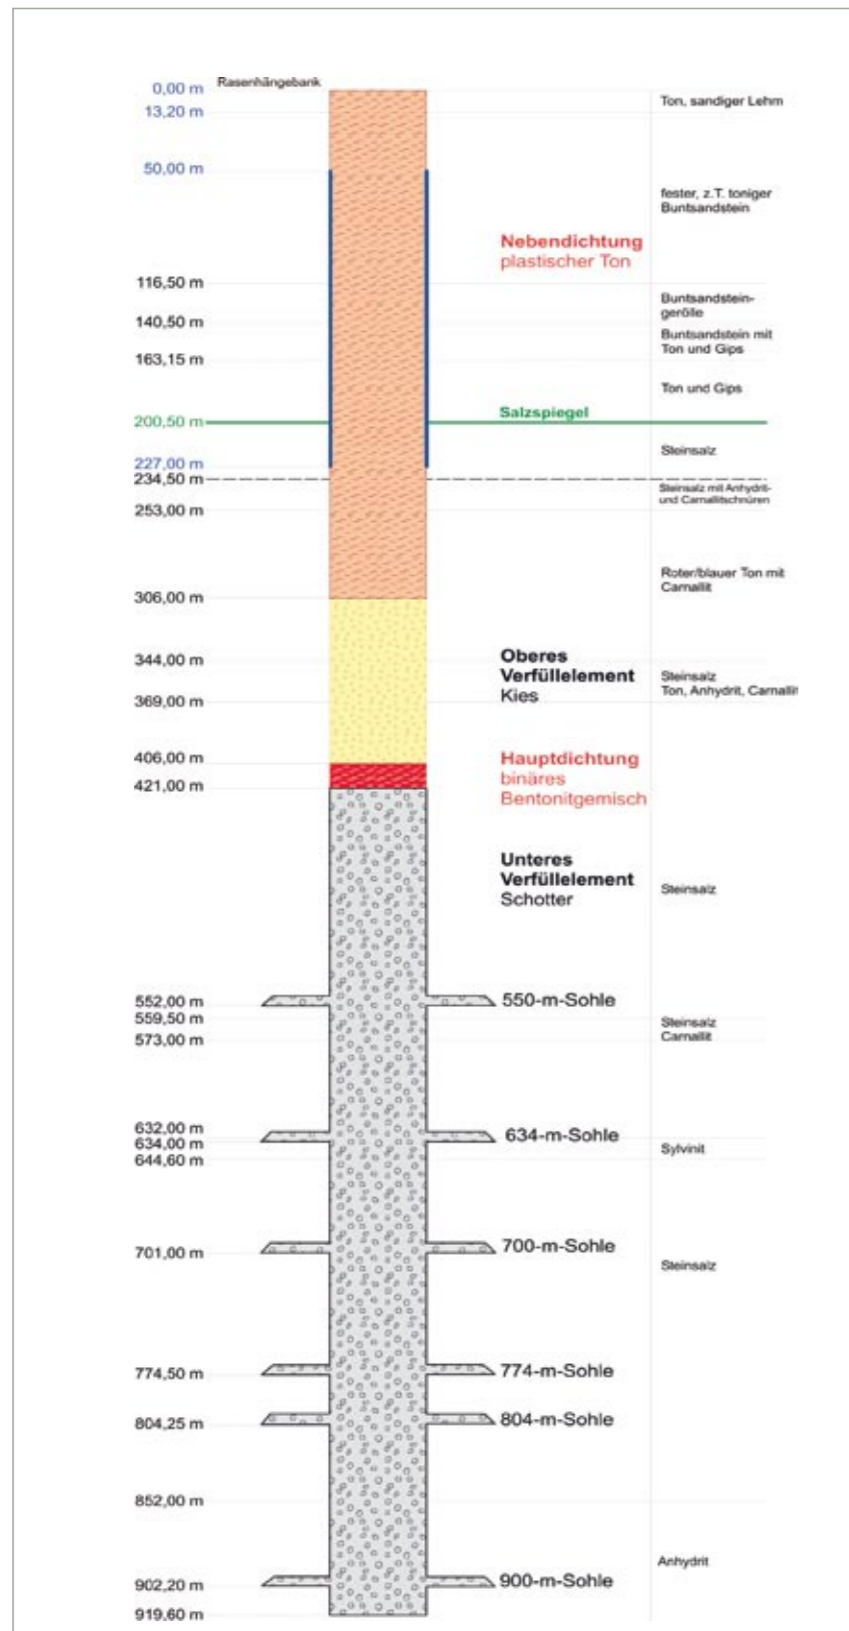 0,00 m
Rasenhängebank
13,20 m
Ton, sandiger Lehm
50,00 m
fester, z.T. toniger
Buntsandstein
Nebendichtung
plastischer Ton
116,50 m
Buntsandstein-
gerölle
140,50 m
Buntsandstein mit
Ton und Gips
163,15 m
Ton und Gips
200,50 m
Salzspiegel
Steinsalz
227,00 m
234,50 m
Steinsalz mit Anhydrit-
und Carnallitschnüren
253,00 m
Roter/blauer Ton mit
Carnallit
306,00 m
Oberes
Verfüllelement
Kies
344,00 m
Steinsalz
Ton, Anhydrit, Carnallit
369,00 m
406,00 m
Hauptdichtung
binäres
Bentonitgemisch
421,00 m
Unteres
Verfüllelement
Schotter
Steinsalz
552,00 m
550-m-Sohle
559,50 m
Steinsalz
Carnallit
573,00 m
632,00 m
634-m-Sohle
634,00 m
Sylvinit
644,60 m
701,00 m
700-m-Sohle
Steinsalz
774,50 m
774-m-Sohle
804,25 m
804-m-Sohle
852,00 m
Anhydrit
902,20 m
900-m-Sohle
919,60 m